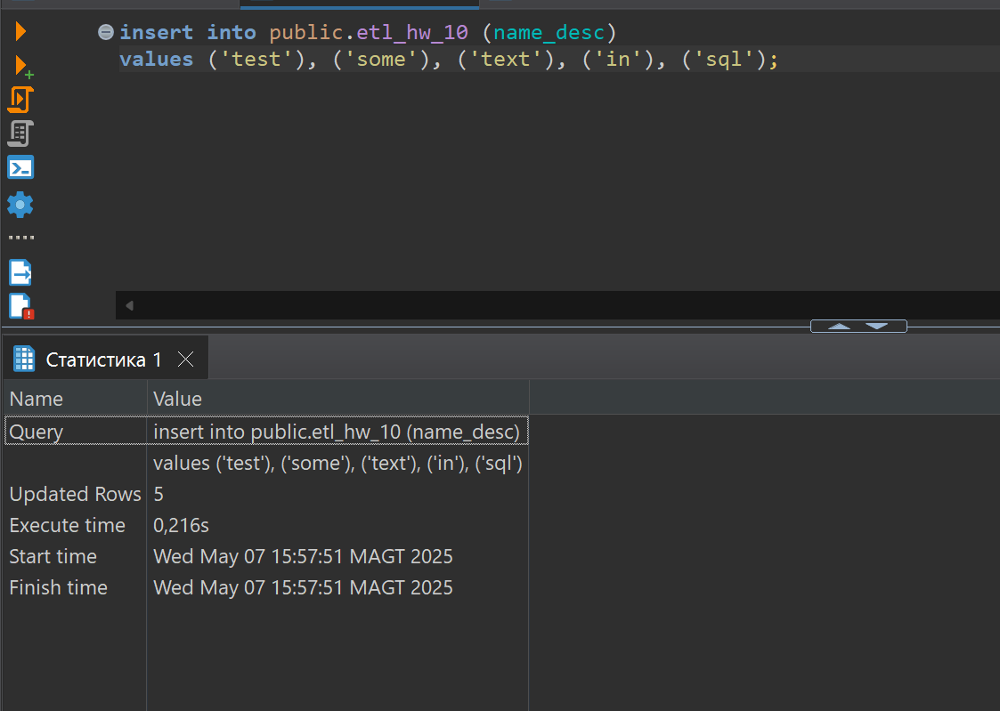 insert into public.etl_hw_10 (name_desc)
values ('test'), ('some'), ('text'), ('in'), ('sql');
Статистика 1
Name Value
Query insert into public.etl_hw_10 (name_desc)
values ('test'), ('some'), ('text'), ('in'), ('sql')
Updated Rows 5
Execute time 0,216s
Start time Wed May 07 15:57:51 MAGT 2025
Finish time Wed May 07 15:57:51 MAGT 2025